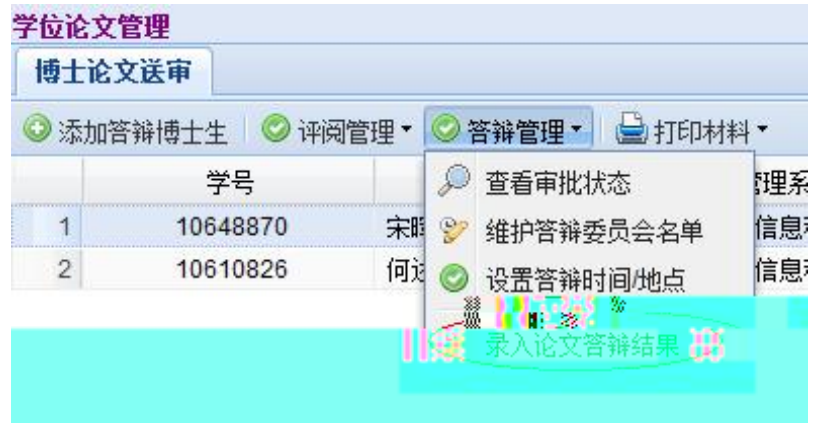 学位论文管理
博士论文送审
添加答辩博士生 评阅管理 答辩管理 打印材料
学号 管理系
1 10648870 宋 信息
2 10610826 何 信息
查看审批状态
维护答辩委员会名单
设置答辩时间/地点
录入论文答辩结果